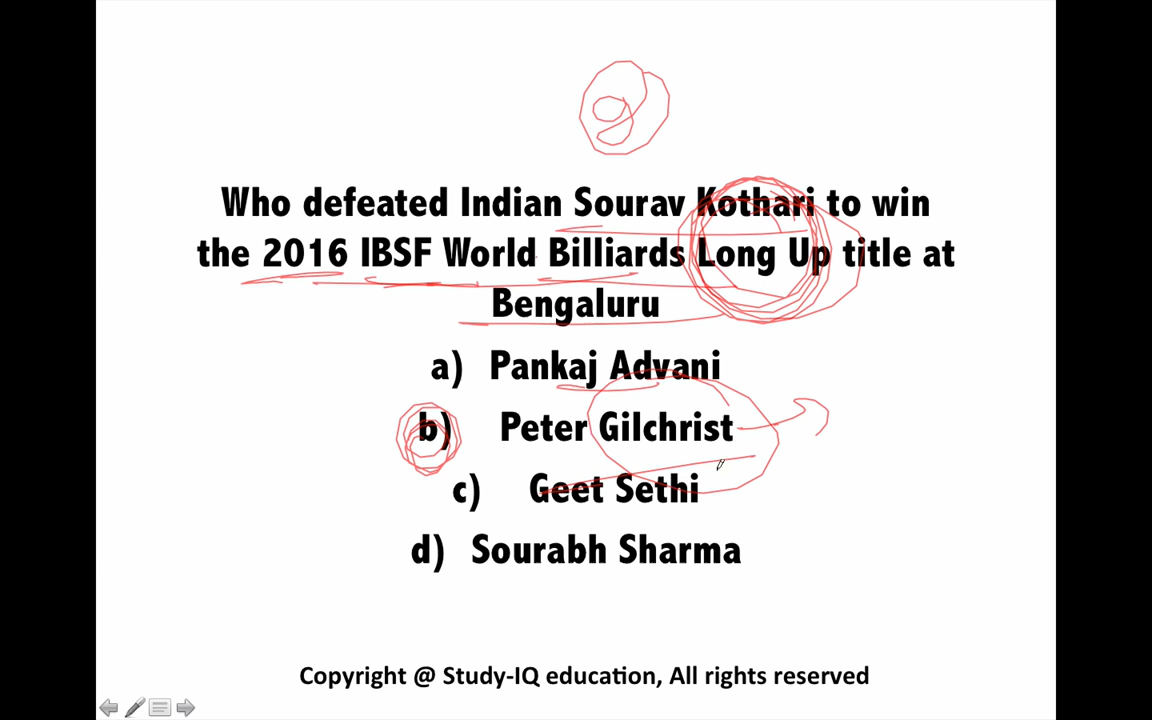 Who defeated Indian Sourav Kothari to win
the 2016 IBSF World Billiards Long Up title at
Bengaluru
a) Pankaj Advani
b) Peter Gilchrist
c) Geet Sethi
d) Sourabh Sharma
Copyright @ Study-IQ education, All rights reserved